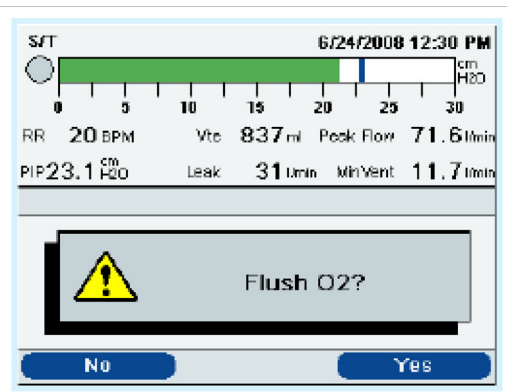 S/T 6/24/2008 12:30 PM
cm
H2O
0 5 10 15 20 25 30
RR 20 BPM Vte 837 ml Peak Flow 71.6 l/min
PIP 23.1 cm H2O Leak 31 l/min MinVent 11.7 l/min
Flush O2?
No Yes